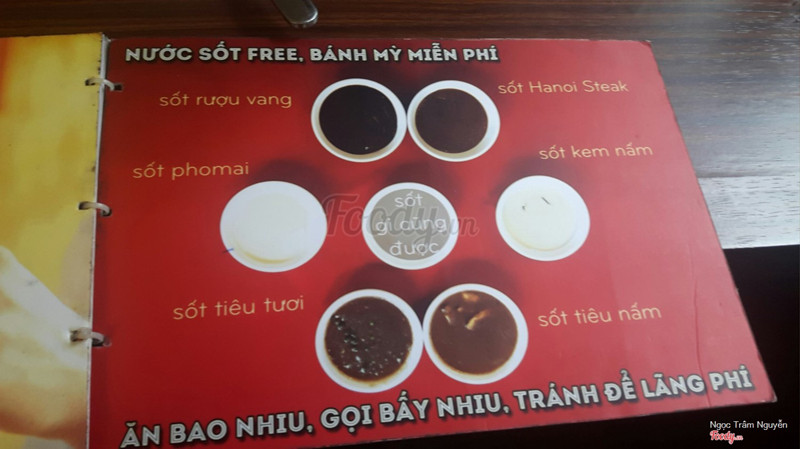 NƯỚC SỐT FREE, BÁNH MỲ MIỄN PHÍ
sốt rượu vang
sốt Hanoi Steak
sốt phomai
sốt kem nấm
sốt
gì cũng
được
Foody.vn
sốt tiêu tươi
sốt tiêu nấm
ĂN BAO NHIU, GỌI BẤY NHIU, TRÁNH ĐỂ LÃNG PHÍ
Ngọc Trâm Nguyễn
Foody.vn